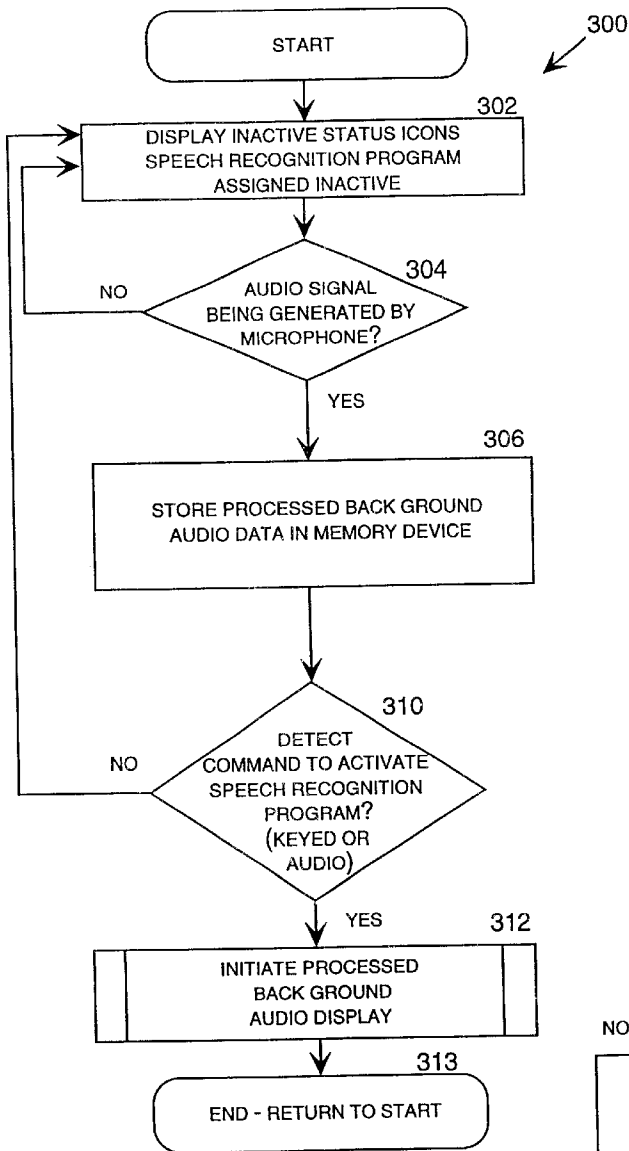 START
300
302
DISPLAY INACTIVE STATUS ICONS
SPEECH RECOGNITION PROGRAM
ASSIGNED INACTIVE
304
NO
AUDIO SIGNAL
BEING GENERATED BY
MICROPHONE?
YES
306
STORE PROCESSED BACK GROUND
AUDIO DATA IN MEMORY DEVICE
310
NO
DETECT
COMMAND TO ACTIVATE
SPEECH RECOGNITION
PROGRAM?
(KEYED OR
AUDIO)
YES
312
INITIATE PROCESSED
BACK GROUND
AUDIO DISPLAY
NO
313
END - RETURN TO START